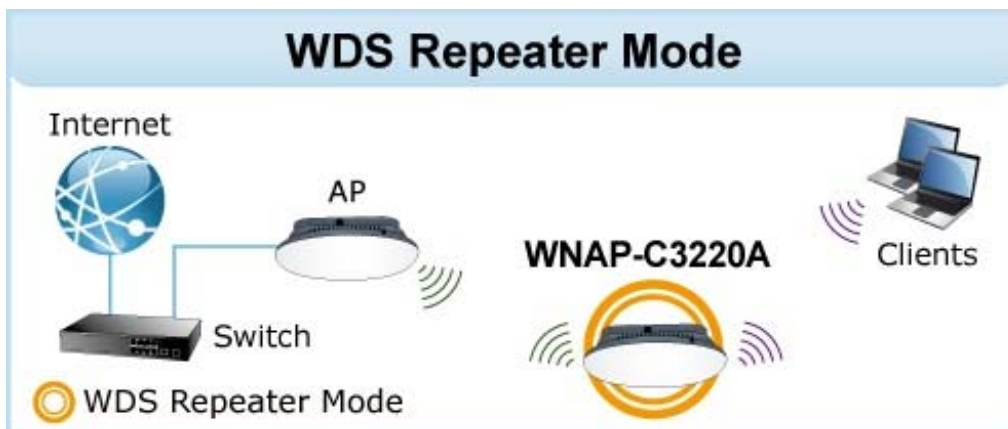 WDS Repeater Mode
Internet
AP
WNAP-C3220A
Clients
Switch
WDS Repeater Mode